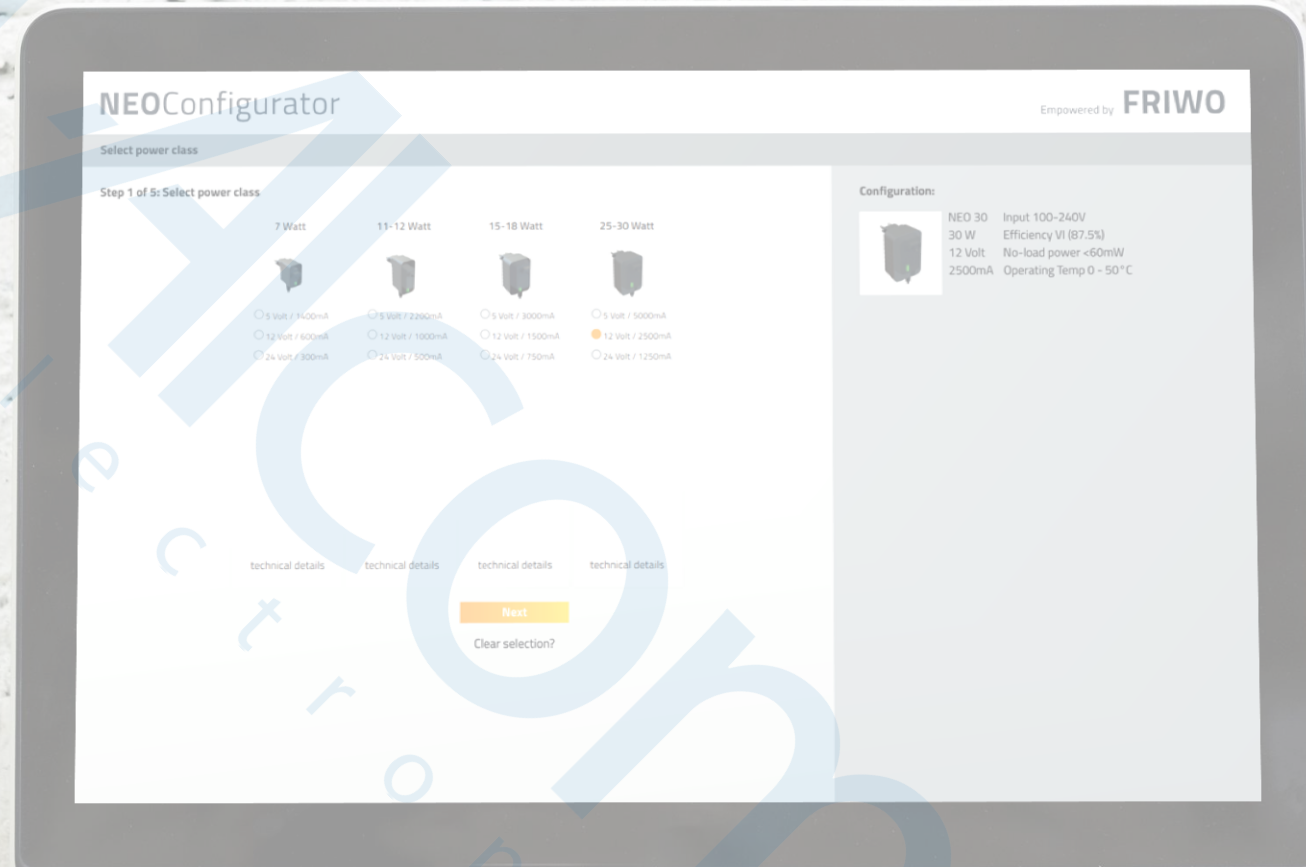 NEOConfigurator
Empowered by FRIWO
Select power class
Step 1 of 5: Select power class
7 Watt
11-12 Watt
15-18 Watt
25-30 Watt
5 Volt / 1400mA
5 Volt / 2200mA
5 Volt / 3000mA
5 Volt / 5000mA
12 Volt / 600mA
12 Volt / 1000mA
12 Volt / 1500mA
12 Volt / 2500mA
24 Volt / 300mA
24 Volt / 500mA
24 Volt / 750mA
24 Volt / 1250mA
technical details
technical details
technical details
technical details
Next
Clear selection?
Configuration:
NEO 30 Input 100-240V
30 W Efficiency VI (87.5%)
12 Volt No-load power <60mW
2500mA Operating Temp 0 - 50°C